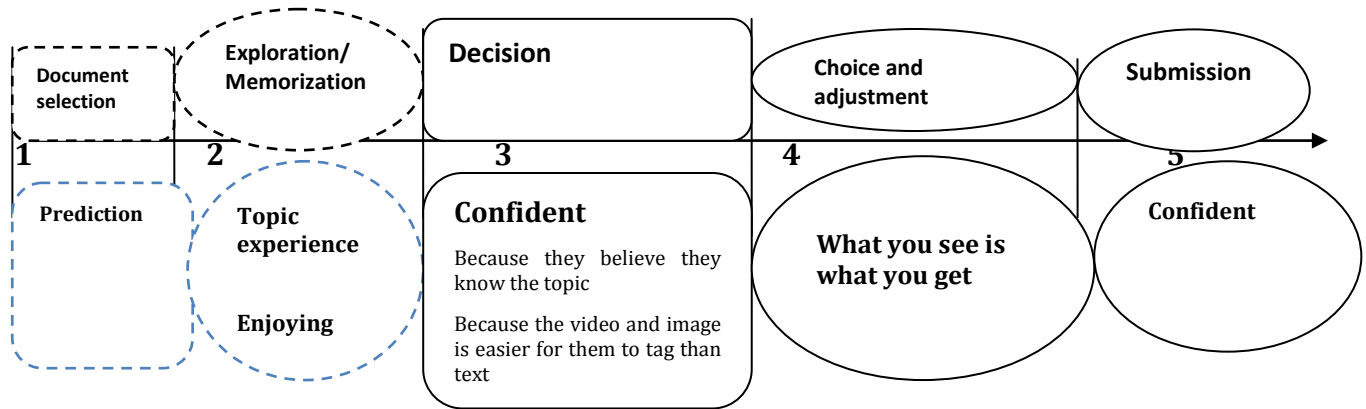 Document
selection
Exploration/
Memorization
Decision
Choice and
adjustment
Submission
1
2
3
4
5
Prediction
Topic
experience
Enjoying
Confident
Because they believe they
know the topic
Because the video and image
is easier for them to tag than
text
What you see is
what you get
Confident